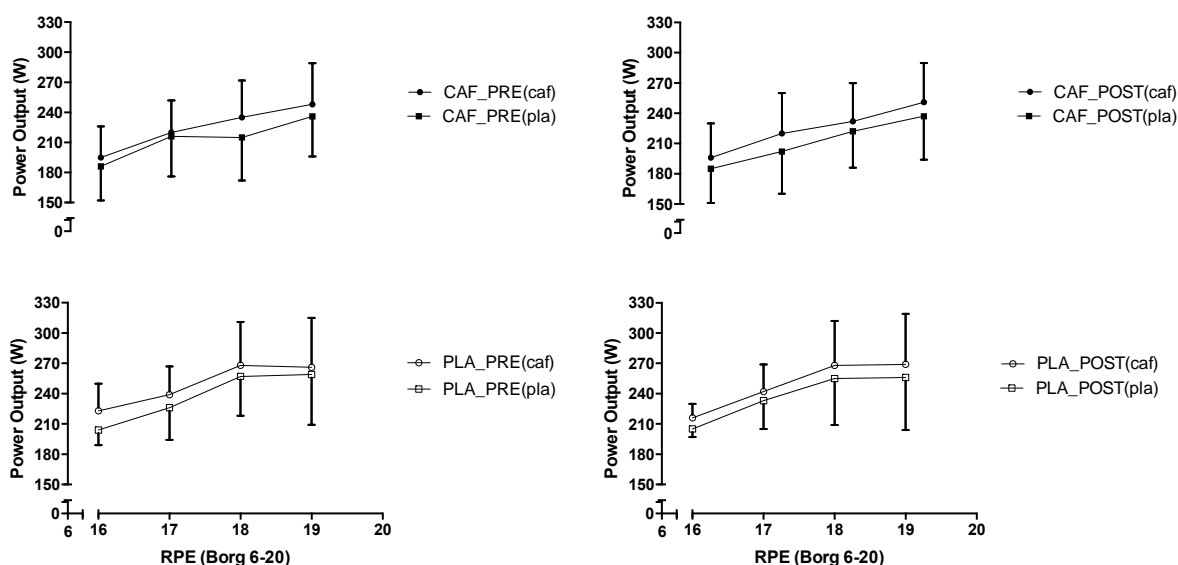 330
300
270
240
210
180
150
0
Power Output (W)
CAF_PRE(caf)
CAF_PRE(pla)
330
300
270
240
210
180
150
0
Power Output (W)
CAF_POST(caf)
CAF_POST(pla)
330
300
270
240
210
180
150
0
Power Output (W)
PLA_PRE(caf)
PLA_PRE(pla)
6 16 17 18 19 20
RPE (Borg 6-20)
330
300
270
240
210
180
150
0
Power Output (W)
PLA_POST(caf)
PLA_POST(pla)
6 16 17 18 19 20
RPE (Borg 6-20)